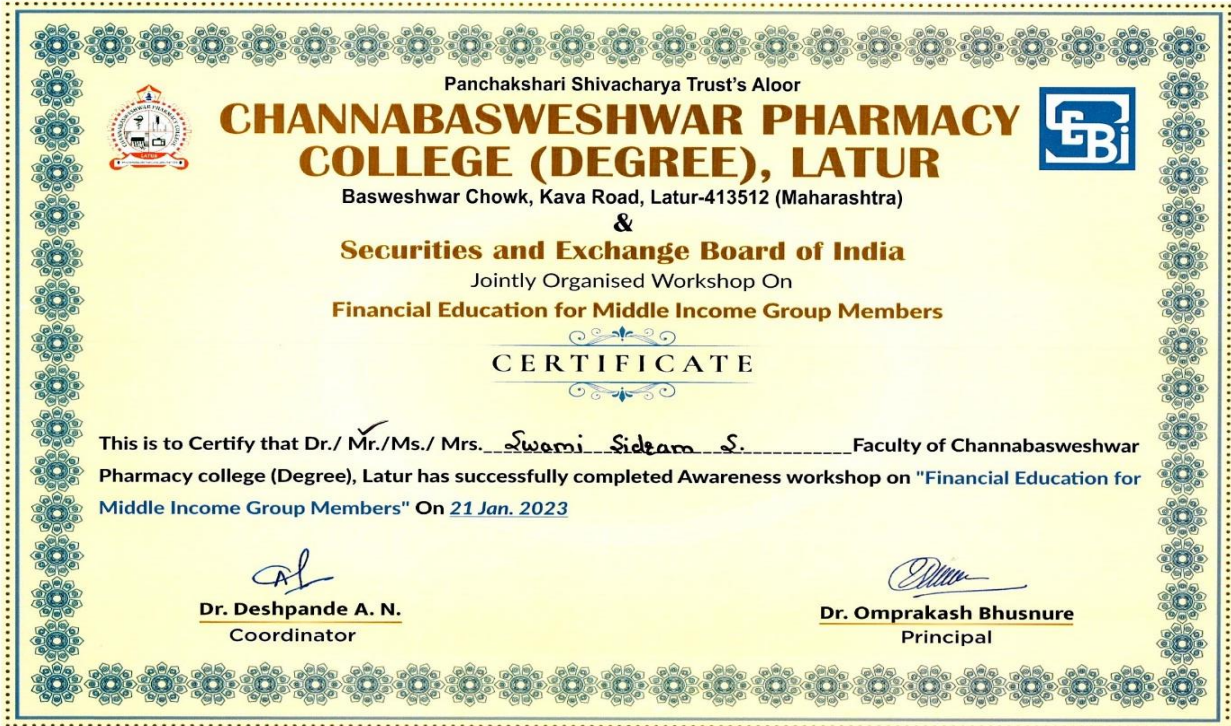 Panchakshari Shivacharya Trust's Aloor
CHANNABASWESHWAR PHARMACY
COLLEGE (DEGREE), LATUR
SEBi
LATUR
Basweshwar Chowk, Kava Road, Latur-413512 (Maharashtra)
&
Securities and Exchange Board of India
Jointly Organised Workshop On
Financial Education for Middle Income Group Members
CERTIFICATE
This is to Certify that Dr./ Mr./Ms./ Mrs. Swami Sidram S. Faculty of Channabasweshwar
Pharmacy college (Degree), Latur has successfully completed Awareness workshop on "Financial Education for
Middle Income Group Members" On 21 Jan. 2023
Dr. Deshpande A. N.
Coordinator
Dr. Omprakash Bhusnure
Principal